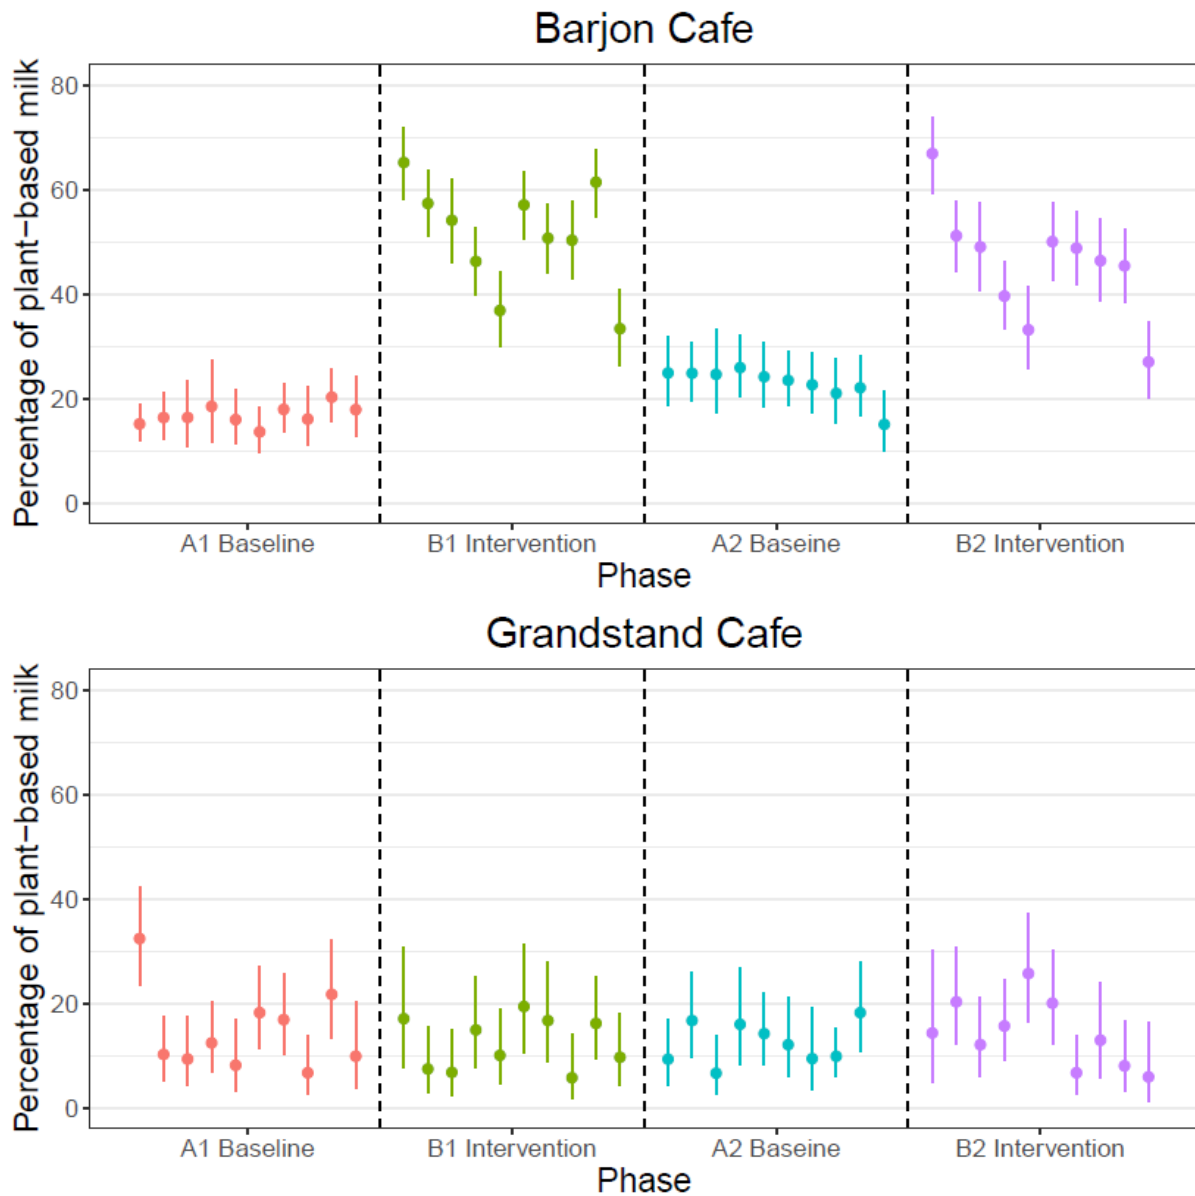 Barjon Cafe
Percentage of plant-based milk
80
60
40
20
0
A1 Baseline B1 Intervention A2 Baseine B2 Intervention
Phase
Grandstand Cafe
Percentage of plant-based milk
80
60
40
20
0
A1 Baseline B1 Intervention A2 Baseine B2 Intervention
Phase